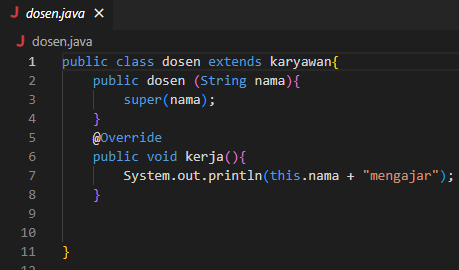 dosen.java ×
dosen.java
1 public class dosen extends karyawan{
2 public dosen (String nama){
3 super(nama);
4 }
5 @Override
6 public void kerja(){
7 System.out.println(this.nama + "mengajar");
8 }
9
10
11 }
12